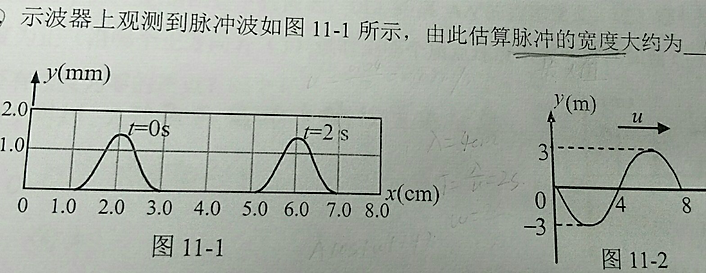 示波器上观测到脉冲波如图 11-1 所示，由此估算脉冲的宽度大约为
y(mm)
2.0
1.0
t=0s
t=2 s
0 1.0 2.0 3.0 4.0 5.0 6.0 7.0 8.0 x(cm)
图 11-1
y(m)
u
3
0
4
8
−3
图 11-2